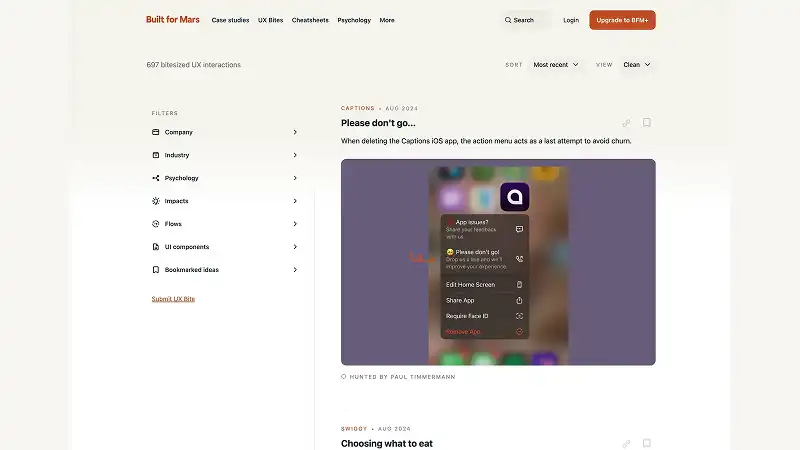 Built for Mars Case studies UX Bites Cheatsheets Psychology More Search Login Upgrade to BFM+
697 bitesized UX interactions SORT Most recent VIEW Clean
FILTERS
Company
Industry
Psychology
Impacts
Flows
UI components
Bookmarked ideas
Submit UX Bite
CAPTIONS • AUG 2024
Please don't go...
When deleting the Captions iOS app, the action menu acts as a last attempt to avoid churn.
App issues?
Share your feedback
with us
Please don't go!
Drop us a line and we'll
improve your experience.
Edit Home Screen
Share App
Require Face ID
Remove App
HUNTED BY PAUL TIMMERMANN
SWIGGY • AUG 2024
Choosing what to eat